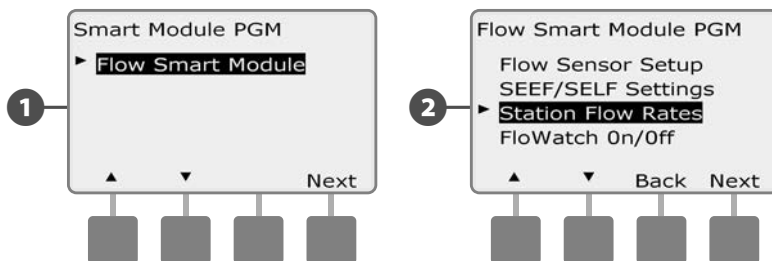 Smart Module PGM
► Flow Smart Module
1
▲ ▼ Next
Flow Smart Module PGM
Flow Sensor Setup
SEEF/SELF Settings
► Station Flow Rates
2
FloWatch On/Off
▲ ▼ Back Next